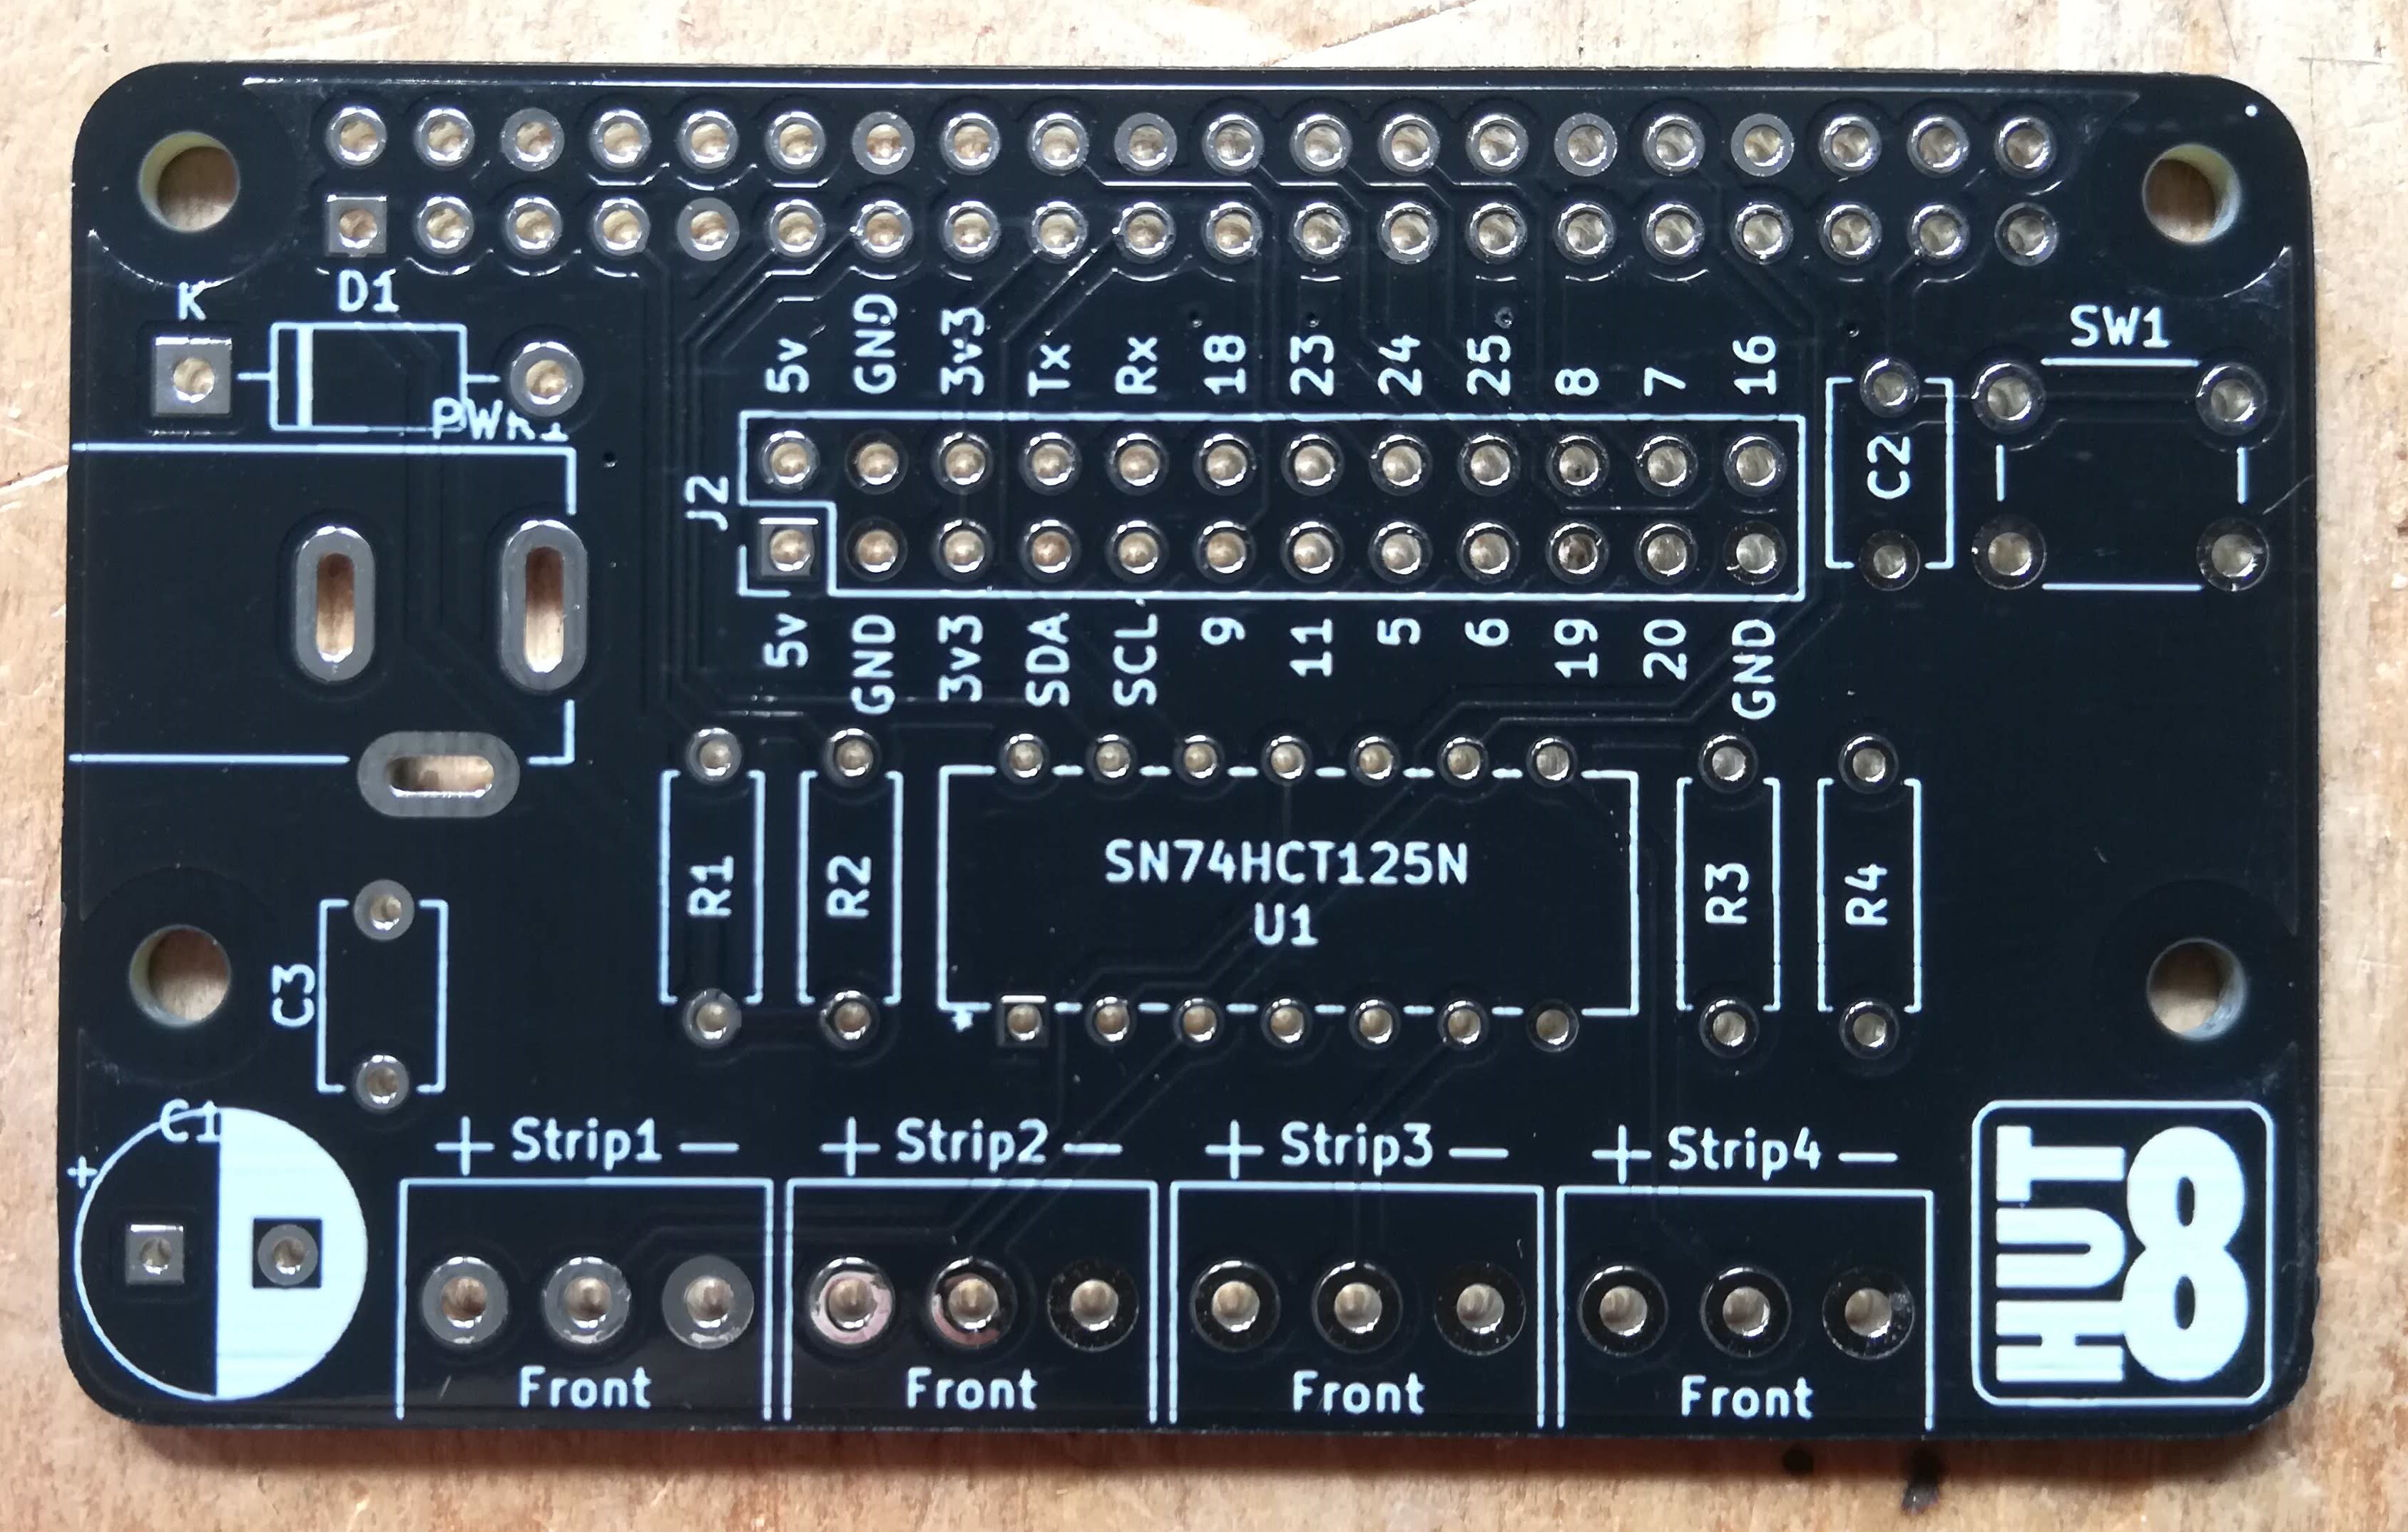 K
D1
PWR1
5v GND 3v3 Tx Rx 18 23 24 25 8 7 16
SW1
J2
C2
5v GND 3v3 SDA SCL 9 11 5 6 19 20 GND
R1
R2
SN74HCT125N
U1
R3
R4
C3
*
C1
+
+ Strip1 −
+ Strip2 −
+ Strip3 −
+ Strip4 −
Front
Front
Front
Front
HUT
8